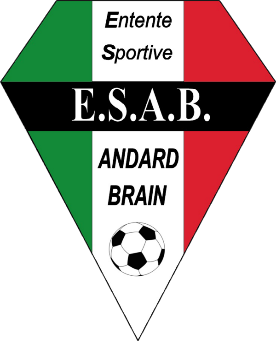 Entente
Sportive
E.S.A.B.
ANDARD
BRAIN